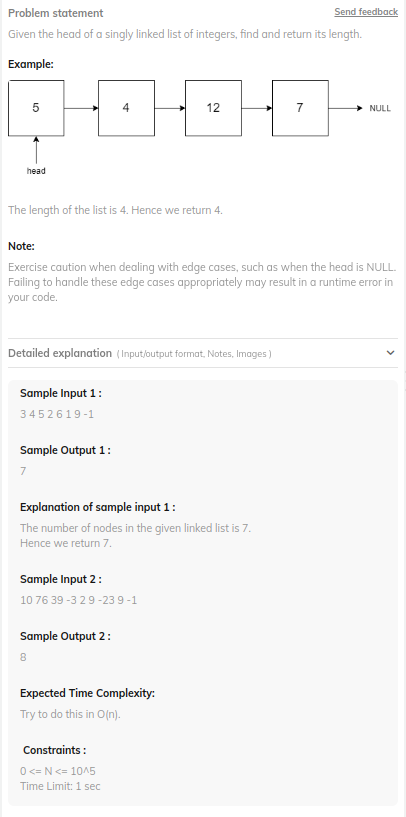 Problem statement
Send feedback
Given the head of a singly linked list of integers, find and return its length.
Example:
5 4 12 7 NULL
head
The length of the list is 4. Hence we return 4.
Note:
Exercise caution when dealing with edge cases, such as when the head is NULL.
Failing to handle these edge cases appropriately may result in a runtime error in
your code.
Detailed explanation ( Input/output format, Notes, Images )
Sample Input 1 :
3 4 5 2 6 1 9 -1
Sample Output 1 :
7
Explanation of sample input 1 :
The number of nodes in the given linked list is 7.
Hence we return 7.
Sample Input 2 :
10 76 39 -3 2 9 -23 9 -1
Sample Output 2 :
8
Expected Time Complexity:
Try to do this in O(n).
Constraints :
0 <= N <= 10^5
Time Limit: 1 sec